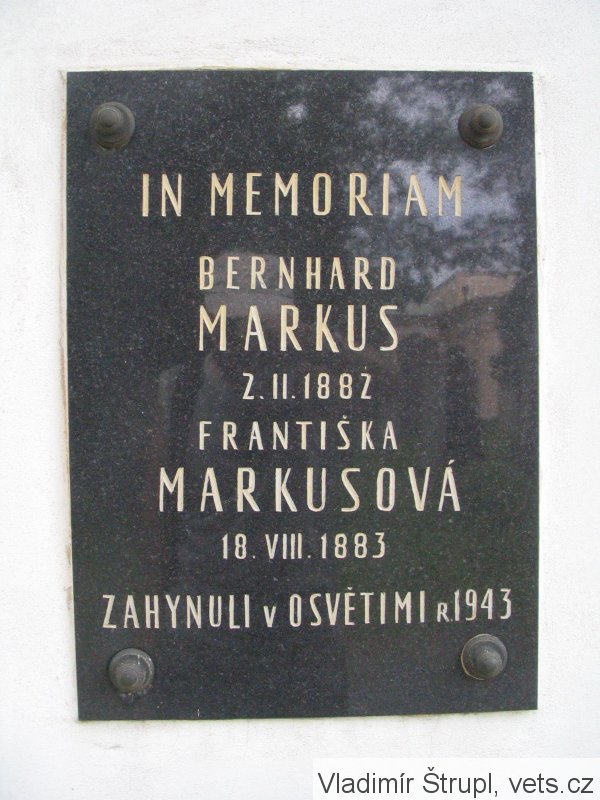 IN MEMORIAM
BERNHARD
MARKUS
2.II.1882
FRANTIŠKA
MARKUSOVÁ
18.VIII.1883
ZAHYNULI V OSVĚTIMI R.1943
Vladimír Štrupl, vets.cz